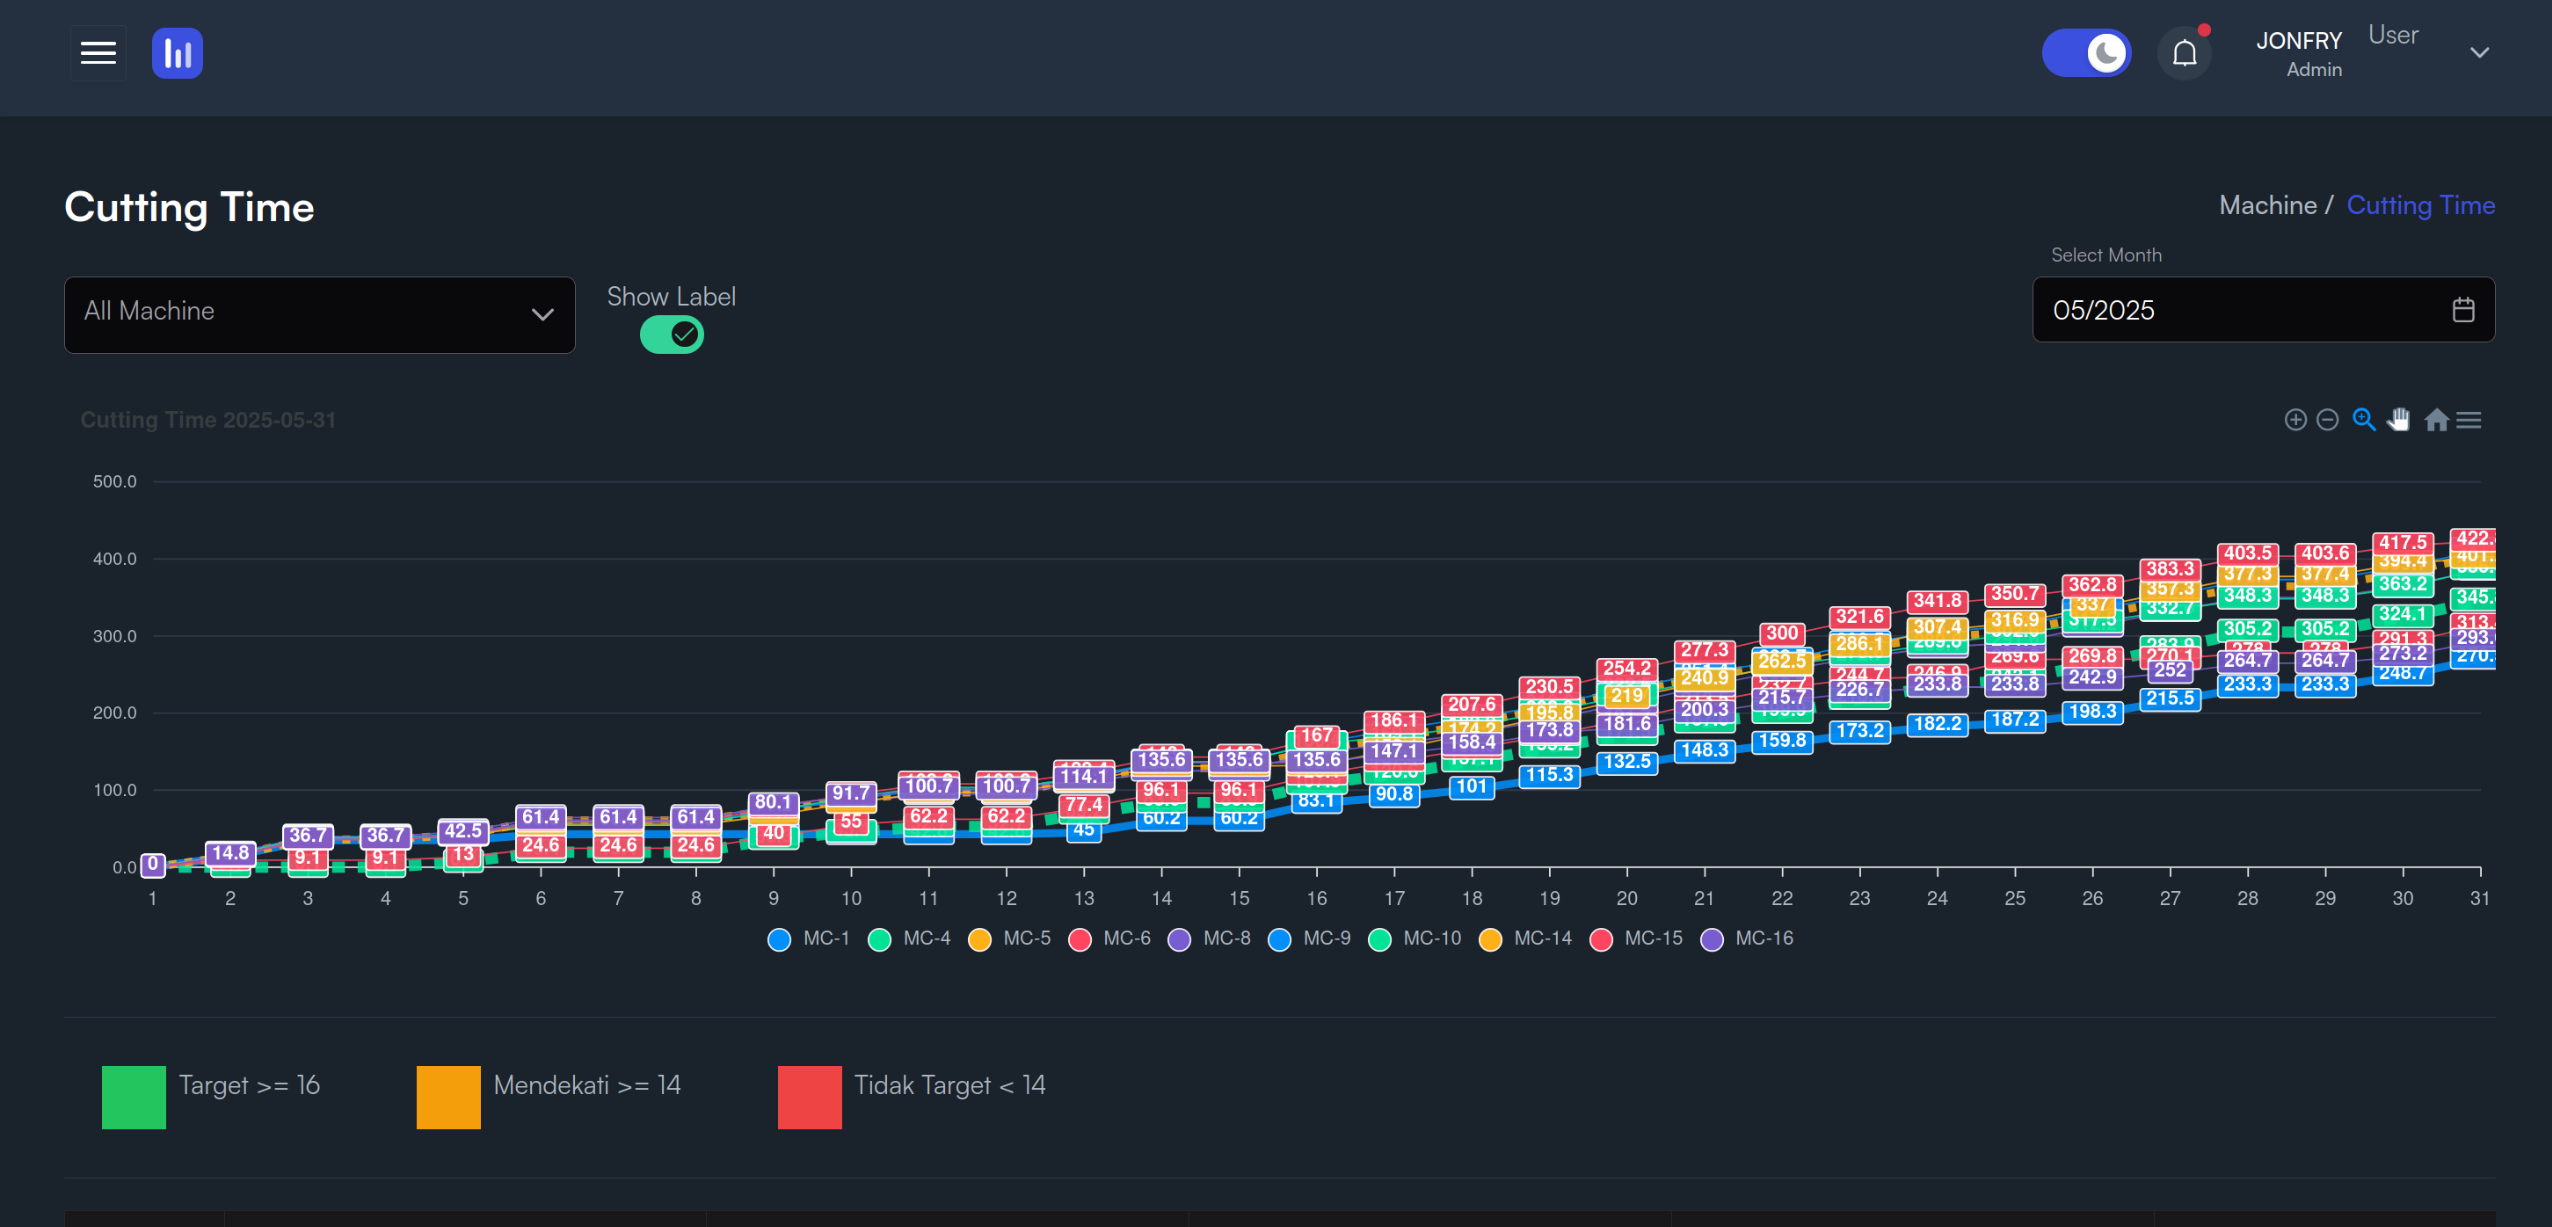 JONFRY
Admin
User
Cutting Time
Machine / Cutting Time
Select Month
All Machine
Show Label
05/2025
Cutting Time 2025-05-31
500.0
400.0
300.0
200.0
100.0
0.0
0
14.8
36.7 36.7 42.5 61.4 61.4 61.4 80.1 91.7 100.7 100.7 114.1 135.6 135.6 135.6 147.1 158.4 173.8 181.6 200.3 215.7 226.7 233.8 233.8 242.9 252 264.7 264.7 273.2 293.
9.1 9.1 13 24.6 24.6 24.6 40 55 62.2 62.2 77.4 96.1 96.1
45 60.2 60.2 83.1 90.8 101 115.3 132.5 148.3 159.8 173.2 182.2 187.2 198.3 215.5 233.3 233.3 248.7 270.
167 186.1 207.6 230.5 254.2 277.3 300 321.6 341.8 350.7 362.8 383.3 403.5 403.6 417.5 422.
195.8 219 240.9 262.5 286.1 307.4 316.9 337 357.3 377.3 377.4 394.4
332.7 348.3 348.3 363.2
305.2 305.2 324.1 345.
269.6 269.8 270.1 291.3 313.
1 2 3 4 5 6 7 8 9 10 11 12 13 14 15 16 17 18 19 20 21 22 23 24 25 26 27 28 29 30 31
MC-1 MC-4 MC-5 MC-6 MC-8 MC-9 MC-10 MC-14 MC-15 MC-16
Target >= 16 Mendekati >= 14 Tidak Target < 14